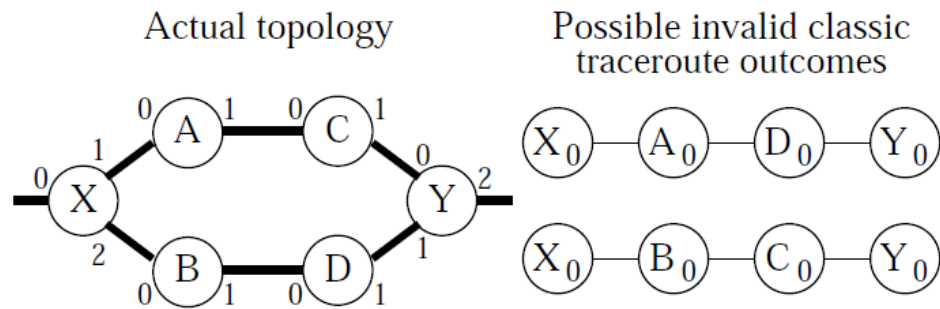 Actual topology
Possible invalid classic
traceroute outcomes
0 A 1 0 C 1
X0 A0 D0 Y0
1 0
0 X Y 2
2 1
X0 B0 C0 Y0
0 B 1 0 D 1